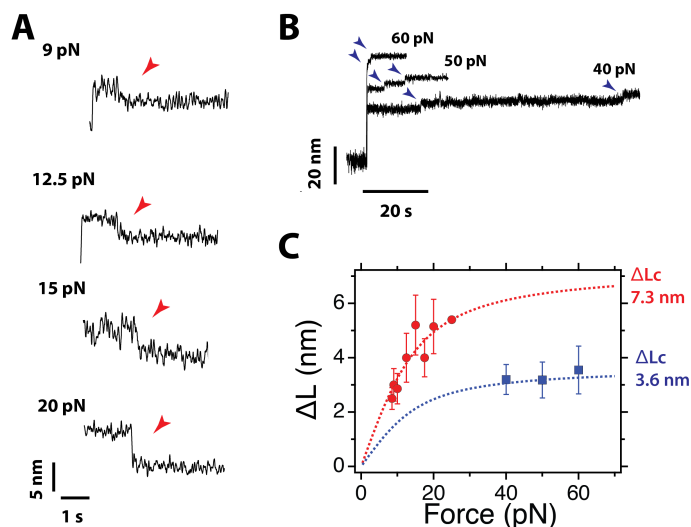 A
9 pN
12.5 pN
15 pN
20 pN
5 nm
1 s
B
60 pN
50 pN
40 pN
20 nm
20 s
C
ΔLc
7.3 nm
ΔLc
3.6 nm
6
4
2
0
ΔL (nm)
0 20 40 60
Force (pN)